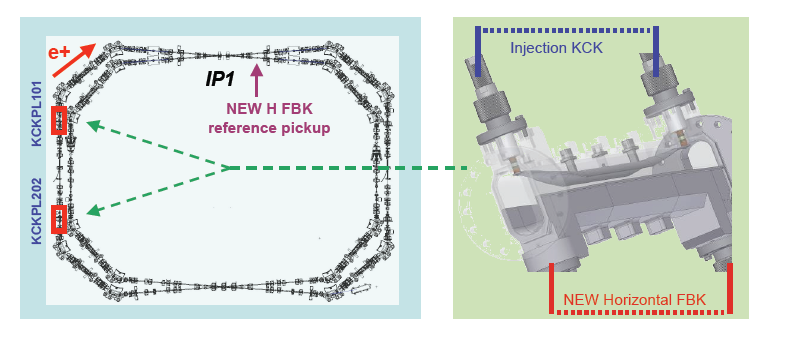 e+
IP1
KCKPL101
NEW H FBK
reference pickup
KCKPL202
Injection KCK
NEW Horizontal FBK